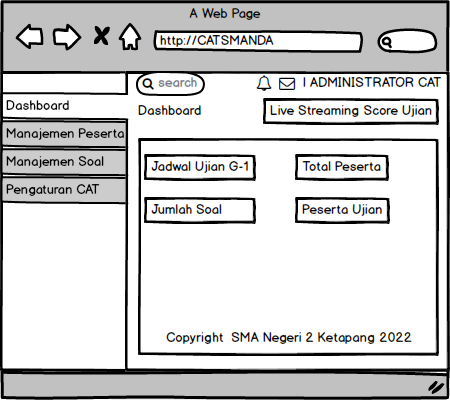 A Web Page
http://CATSMANDA
search
I ADMINISTRATOR CAT
Dashboard
Dashboard
Live Streaming Score Ujian
Manajemen Peserta
Manajemen Soal
Pengaturan CAT
Jadwal Ujian G-1
Total Peserta
Jumlah Soal
Peserta Ujian
Copyright SMA Negeri 2 Ketapang 2022